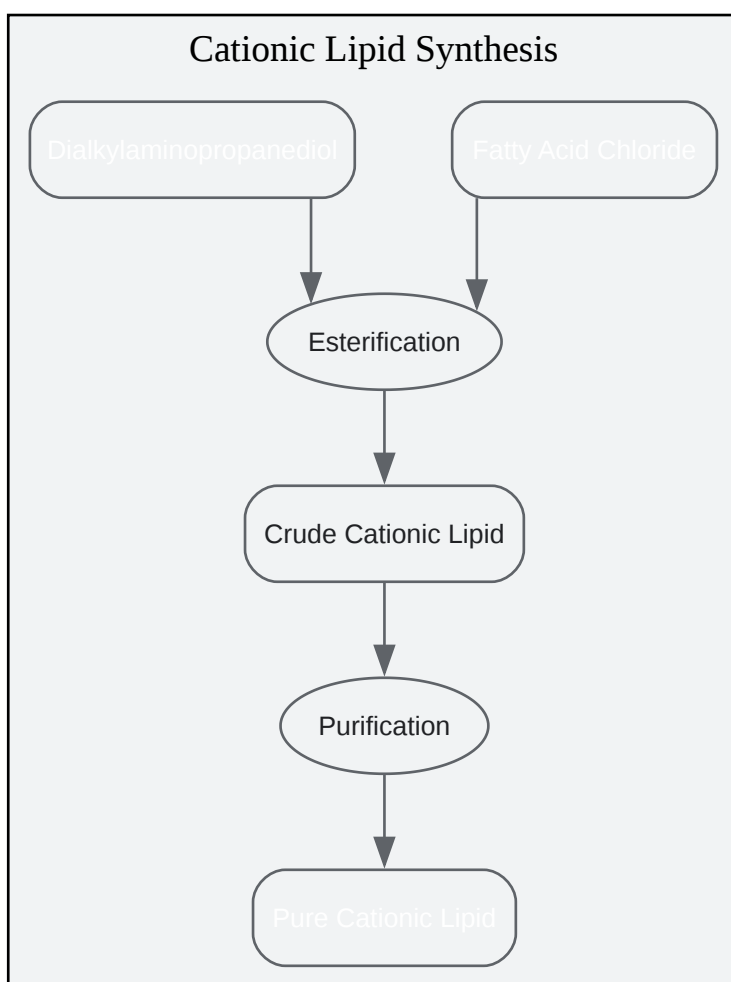 Cationic Lipid Synthesis
Dialkylaminopropanediol
Fatty Acid Chloride
Esterification
Crude Cationic Lipid
Purification
Pure Cationic Lipid